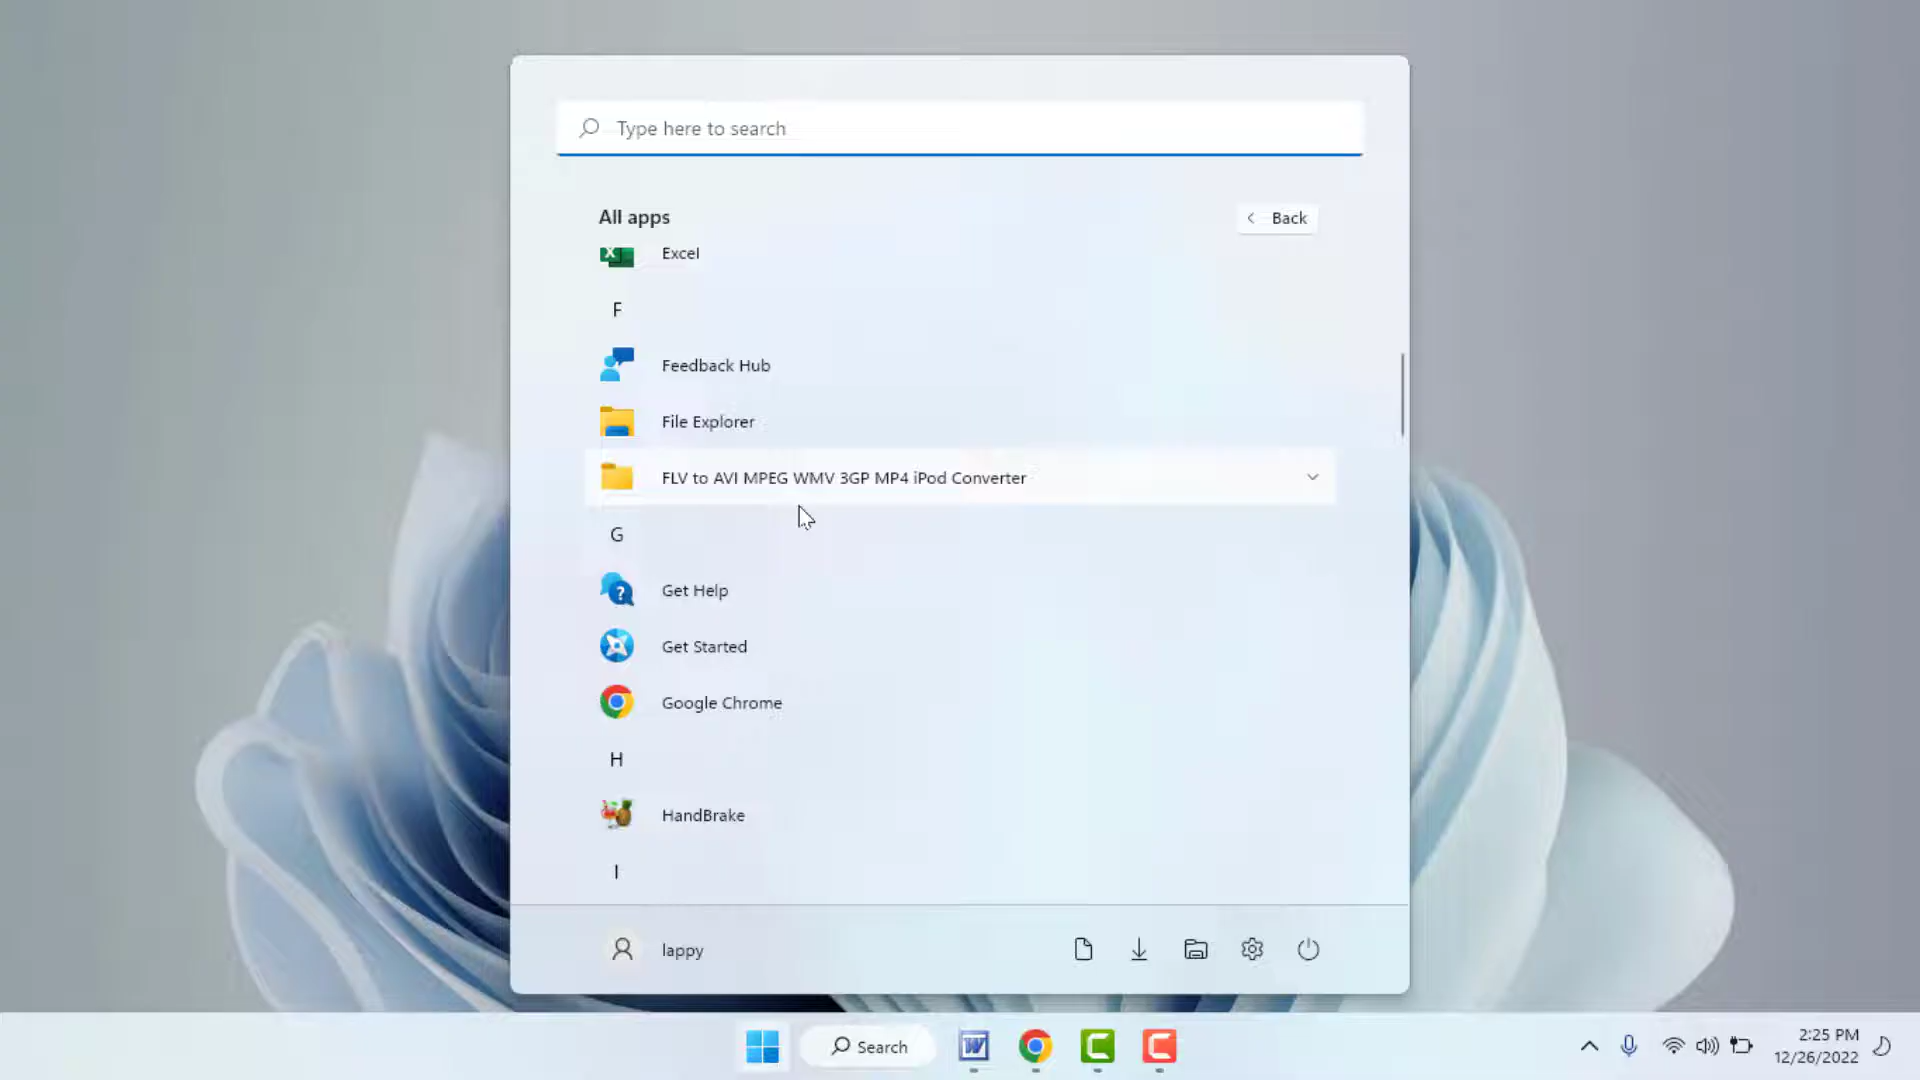 Type here to search
All apps
Back
Excel
F
Feedback Hub
File Explorer
FLV to AVI MPEG WMV 3GP MP4 iPod Converter
G
Get Help
Get Started
Google Chrome
H
HandBrake
I
lappy
Search
2:25 PM
12/26/2022